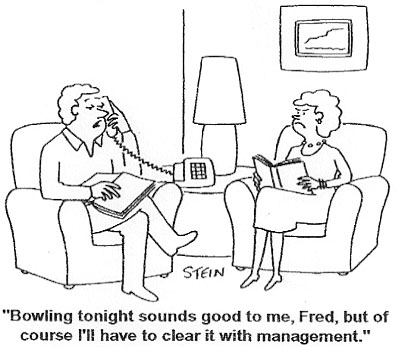 STEIN
"Bowling tonight sounds good to me, Fred, but of
course I'll have to clear it with management."